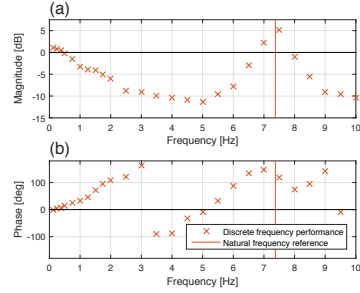 (a)
5
0
-5
-10
-15
Magnitude [dB]
0 1 2 3 4 5 6 7 8 9 10
Frequency [Hz]
(b)
100
0
-100
Phase [deg]
Discrete frequency performance
Natural frequency reference
0 1 2 3 4 5 6 7 8 9 10
Frequency [Hz]